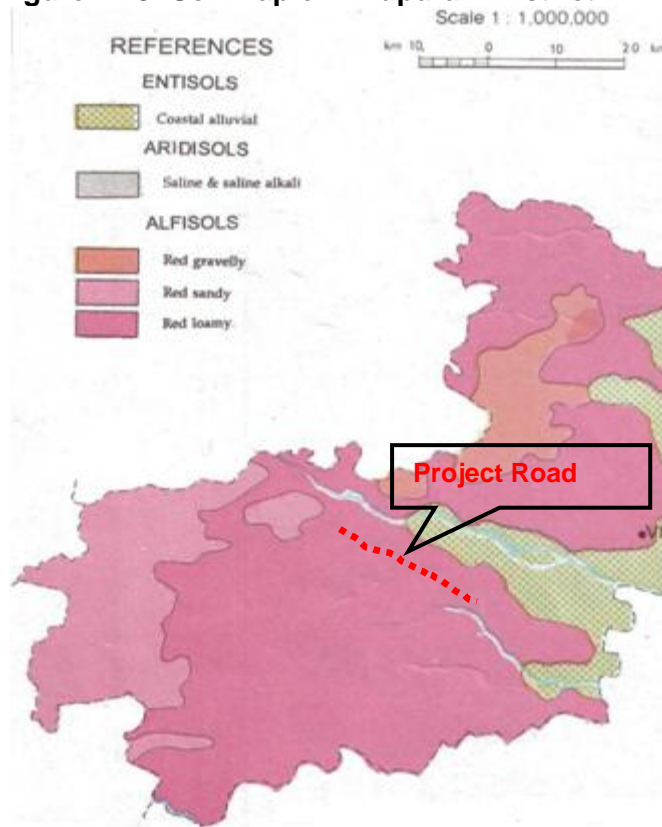 Scale 1 : 1,000,000
km 10 0 20 km
REFERENCES
ENTISOLS
Coastal alluvial
ARIDISOLS
Saline & saline alkali
ALFISOLS
Red gravelly
Red sandy
Red loamy
Project Road